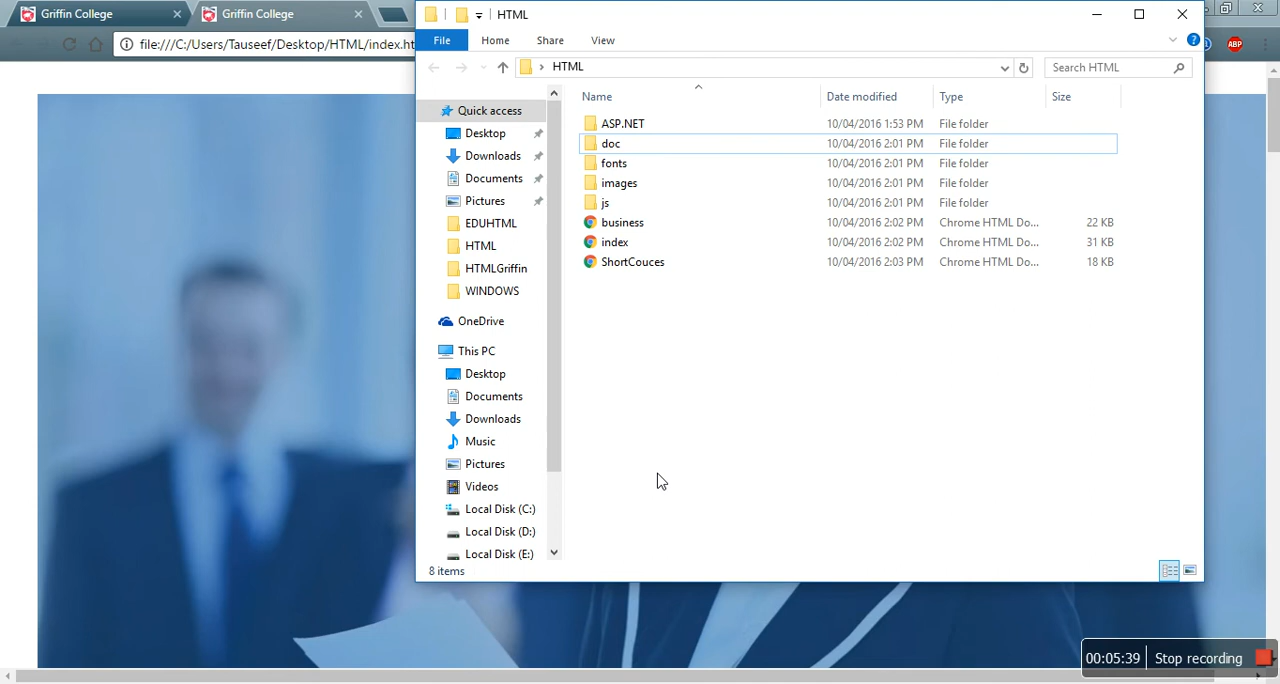 Griffin College
Griffin College
HTML
file:///C:/Users/Tauseef/Desktop/HTML/index.ht
File
Home
Share
View
ABP
HTML
Search HTML
Quick access
Desktop
Downloads
Documents
Pictures
EDUHTML
HTML
HTMLGriffin
WINDOWS
OneDrive
This PC
Desktop
Documents
Downloads
Music
Pictures
Videos
Local Disk (C:)
Local Disk (D:)
Local Disk (E:)
Name Date modified Type Size
ASP.NET 10/04/2016 1:53 PM File folder
doc 10/04/2016 2:01 PM File folder
fonts 10/04/2016 2:01 PM File folder
images 10/04/2016 2:01 PM File folder
js 10/04/2016 2:01 PM File folder
business 10/04/2016 2:02 PM Chrome HTML Do... 22 KB
index 10/04/2016 2:02 PM Chrome HTML Do... 31 KB
ShortCouces 10/04/2016 2:03 PM Chrome HTML Do... 18 KB
8 items
00:05:39 Stop recording